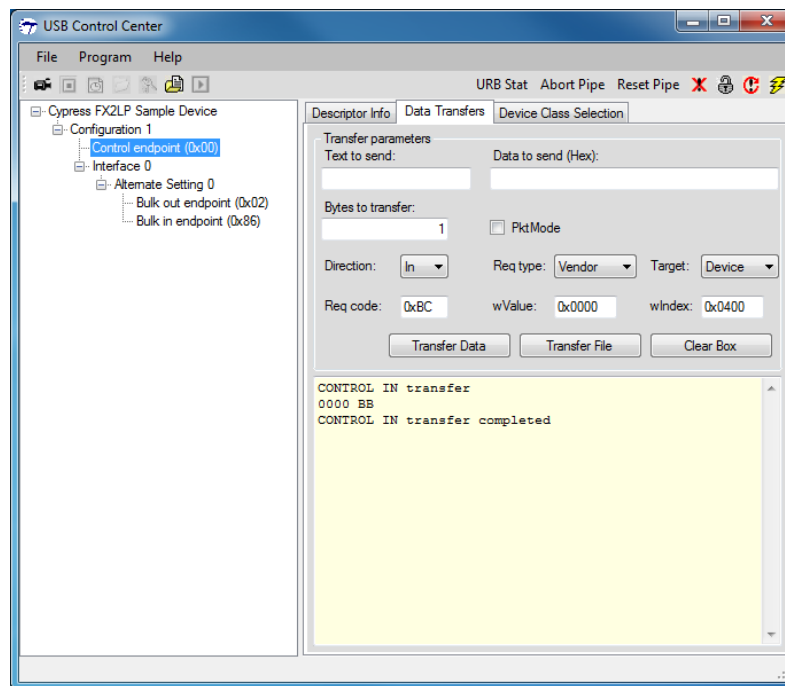 USB Control Center
File Program Help
URB Stat Abort Pipe Reset Pipe
Cypress FX2LP Sample Device
Configuration 1
Control endpoint (0x00)
Interface 0
Alternate Setting 0
Bulk out endpoint (0x02)
Bulk in endpoint (0x86)
Descriptor Info Data Transfers Device Class Selection
Transfer parameters
Text to send: Data to send (Hex):
Bytes to transfer:
1 PktMode
Direction: In Req type: Vendor Target: Device
Req code: 0xBC wValue: 0x0000 wIndex: 0x0400
Transfer Data Transfer File Clear Box
CONTROL IN transfer
0000 BB
CONTROL IN transfer completed